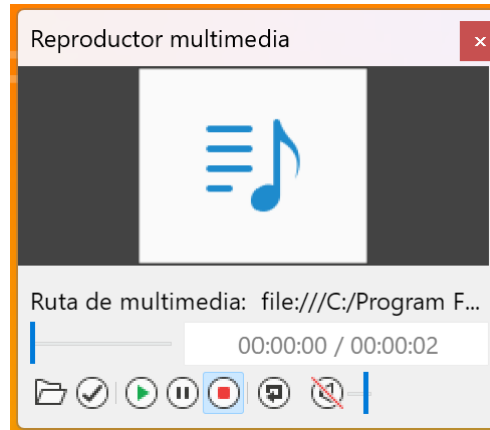 Reproductor multimedia
Ruta de multimedia: file:///C:/Program F...
00:00:00 / 00:00:02